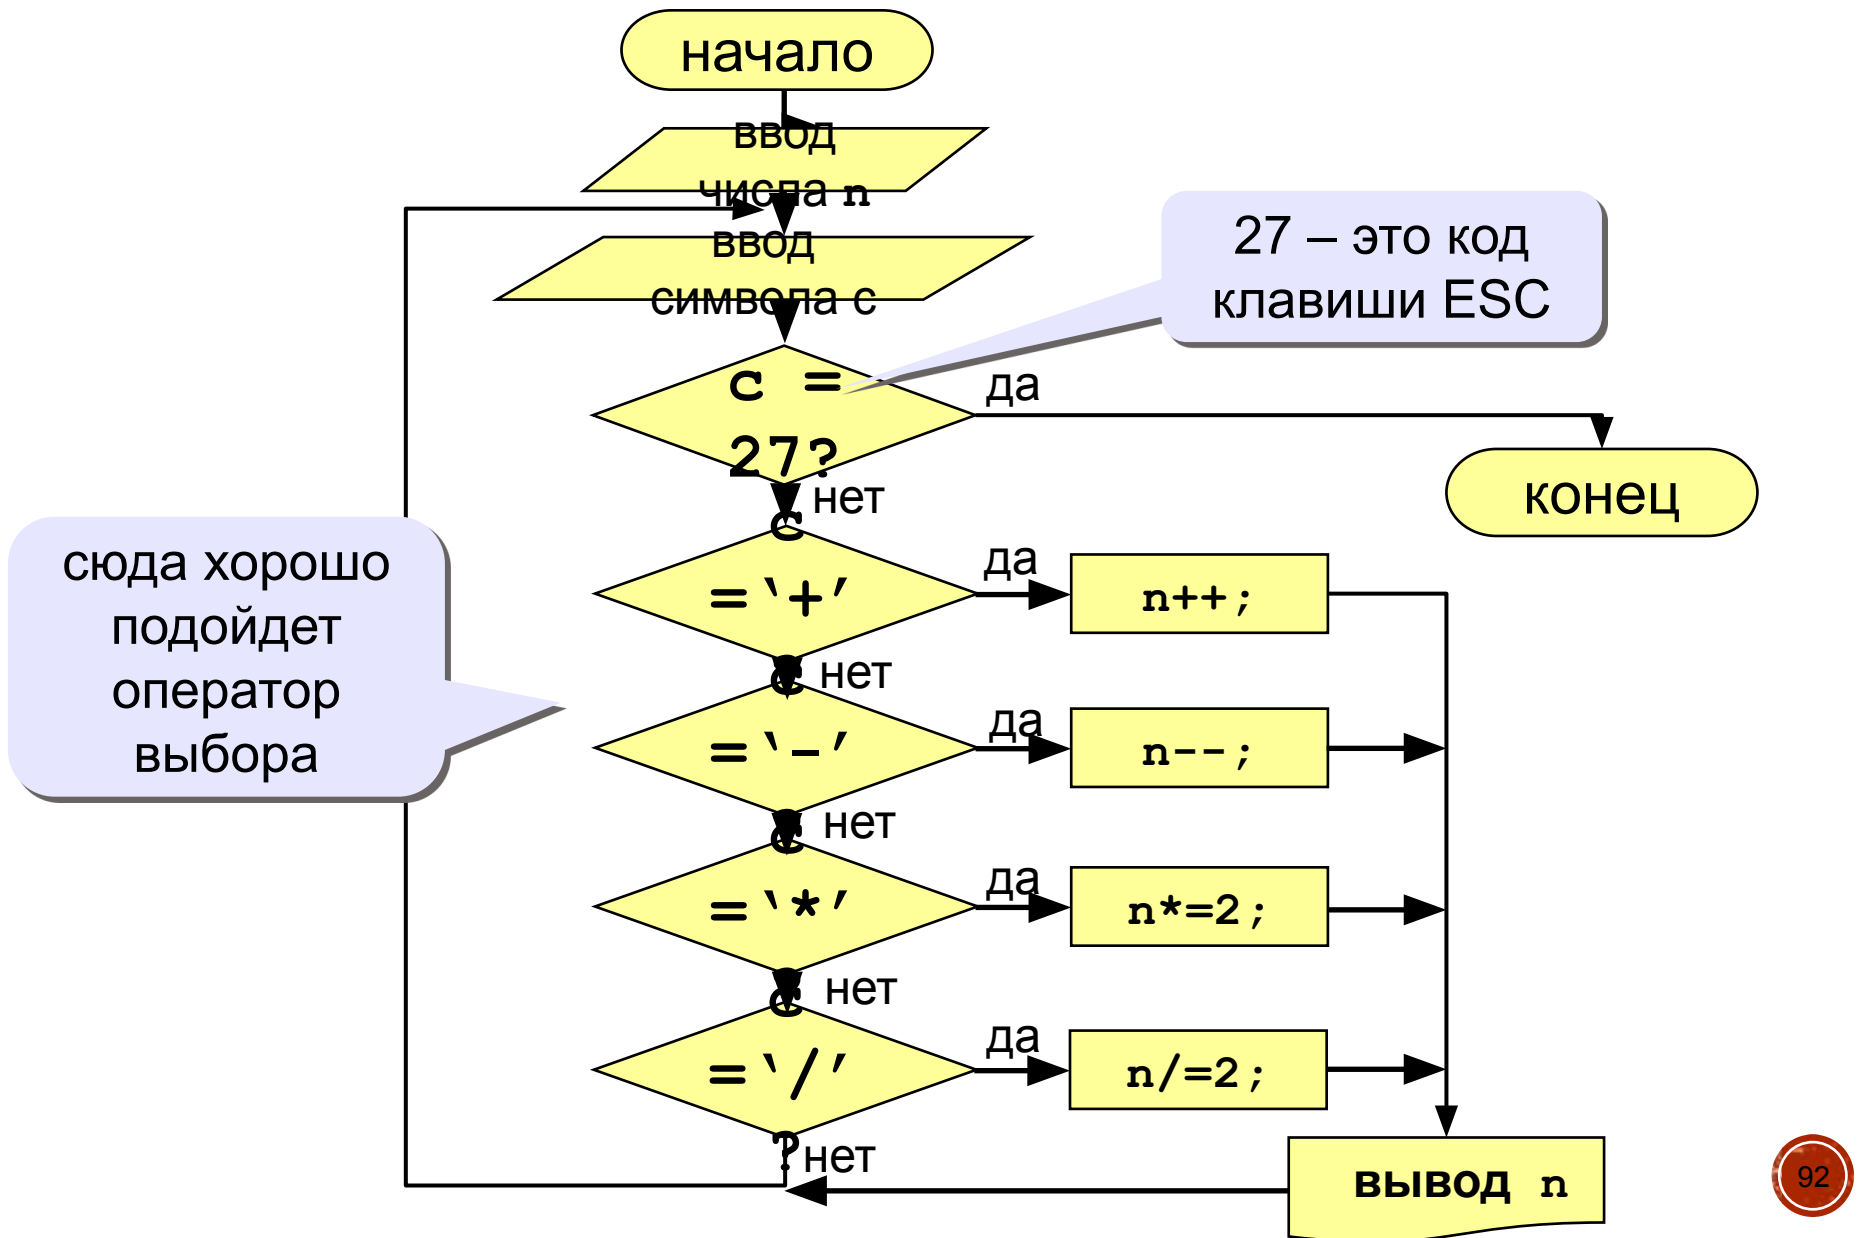 начало
ввод
числа n
ввод
символа с
27 – это код
клавиши ESC
c =
27?
да
нет
конец
сюда хорошо
подойдет
оператор
выбора
c
=‵+′
да
n++;
нет
c
=‵-′
да
n--;
нет
c
=‵*′
да
n*=2;
нет
c
=‵/′
?
да
n/=2;
нет
вывод n
92